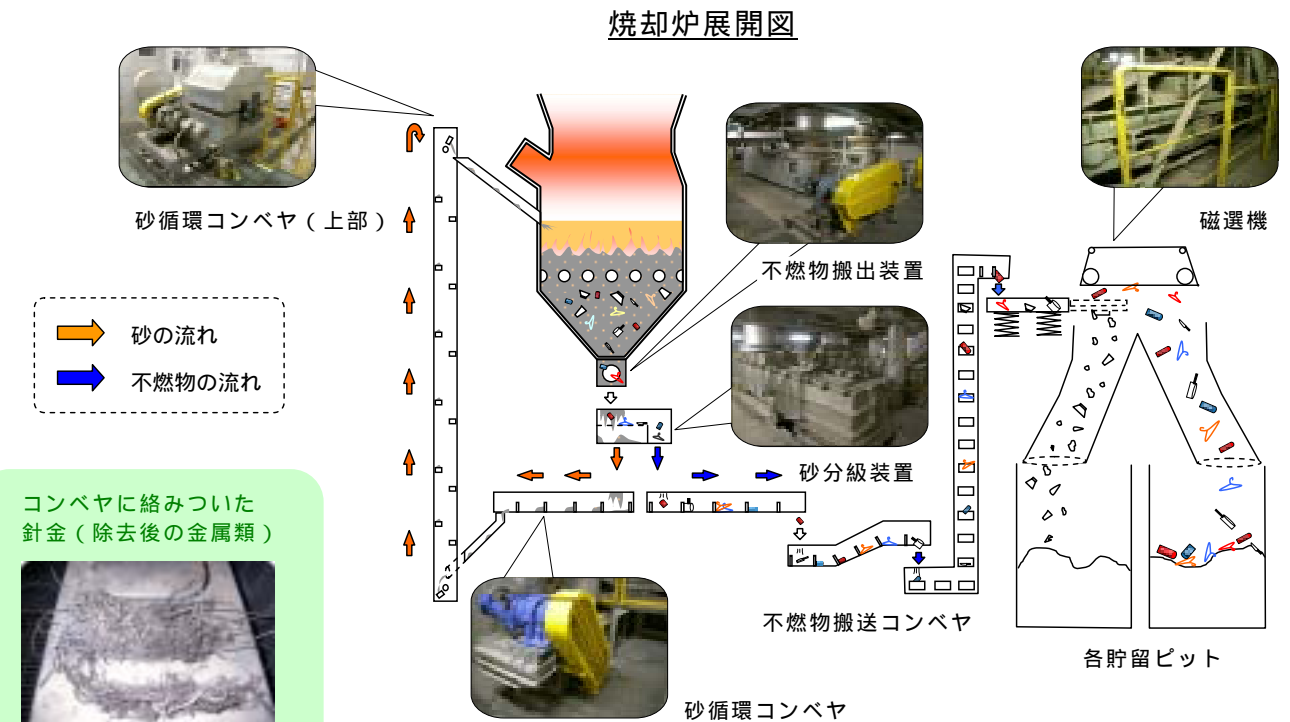 焼却炉展開図
砂循環コンベヤ（上部）
不燃物搬出装置
磁選機
砂の流れ
不燃物の流れ
砂分級装置
コンベヤに絡みついた
針金（除去後の金属類）
不燃物搬送コンベヤ
各貯留ピット
砂循環コンベヤ